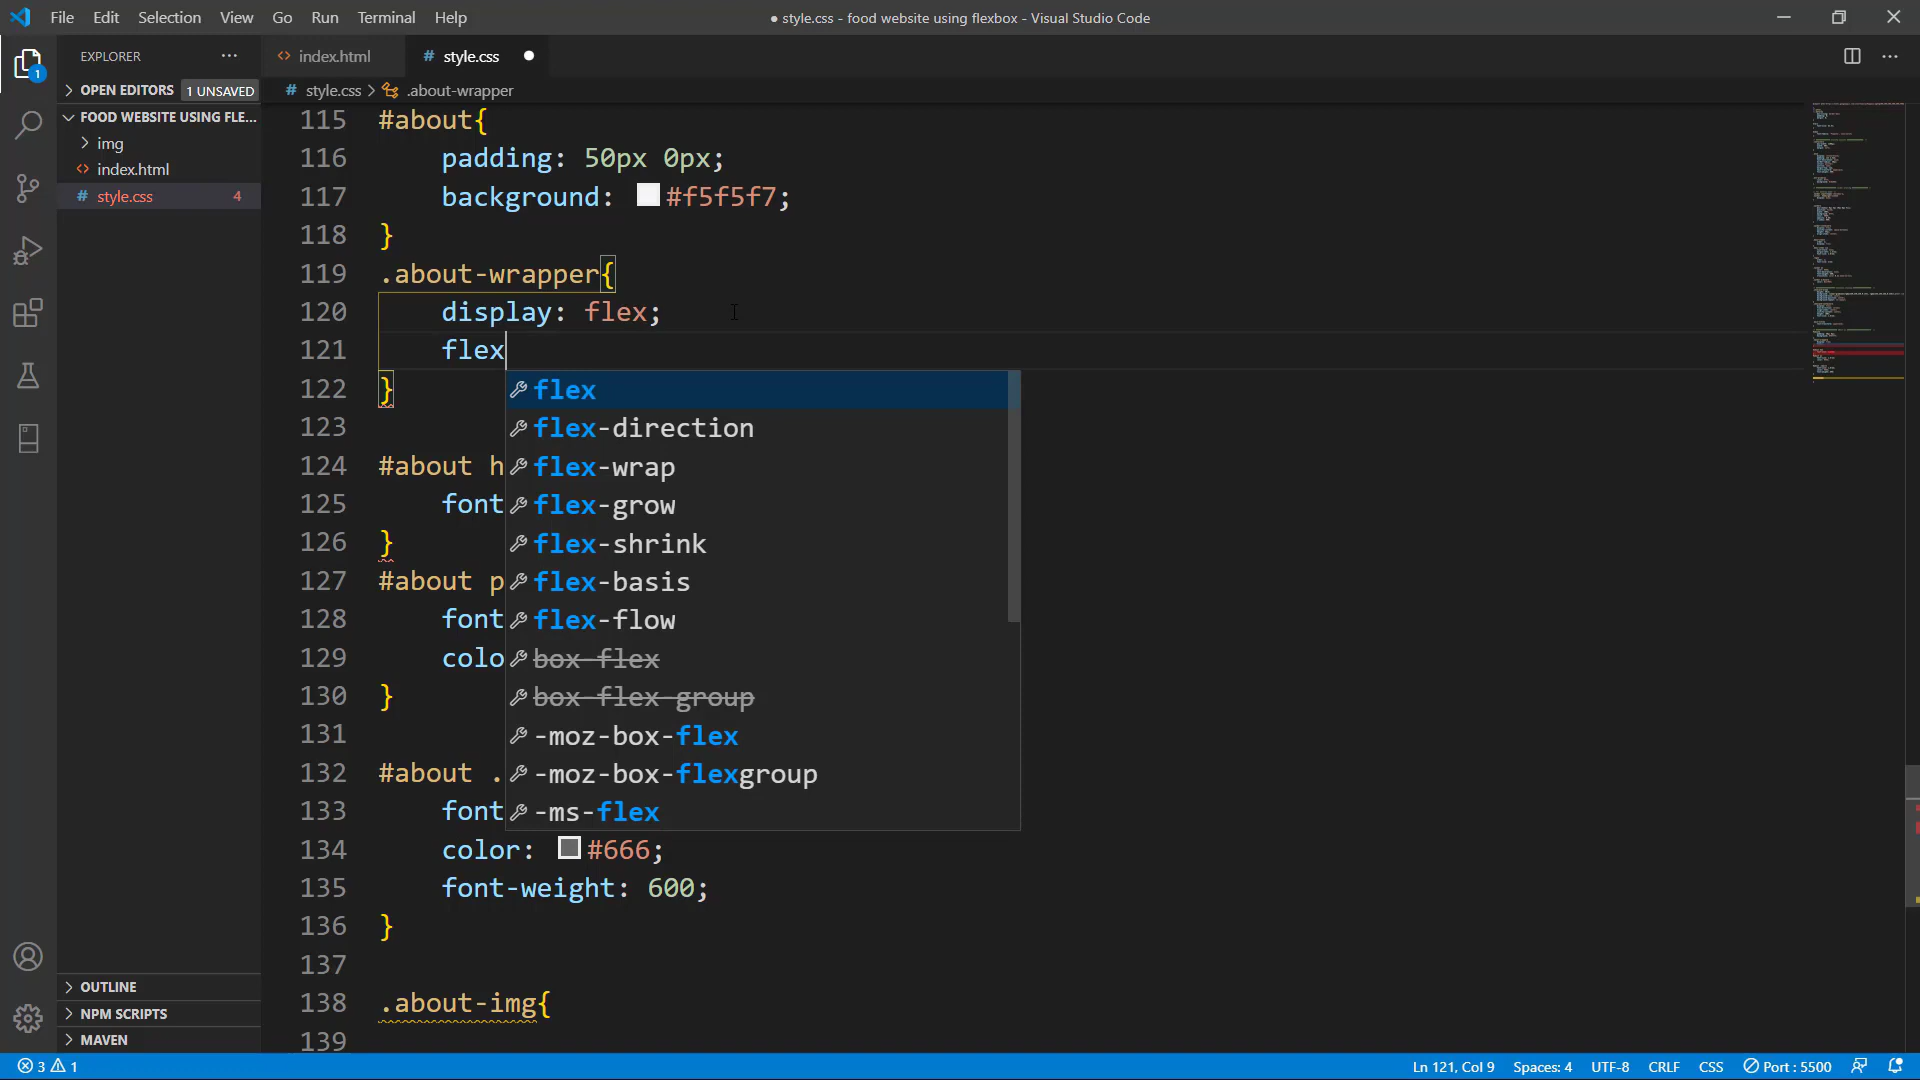 File Edit Selection View Go Run Terminal Help
● style.css - food website using flexbox - Visual Studio Code
EXPLORER ···
OPEN EDITORS 1 UNSAVED
FOOD WEBSITE USING FLE...
img
index.html
style.css 4
OUTLINE
NPM SCRIPTS
MAVEN
1
index.html
# style.css ●
# style.css > .about-wrapper
115 #about{
116 padding: 50px 0px;
117 background: #f5f5f7;
118 }
119 .about-wrapper{
120 display: flex;
121 flex
122 }
123
124 #about h
125 font
126 }
127 #about p
128 font
129 colo
130 }
131
132 #about .
133 font
134 color: #666;
135 font-weight: 600;
136 }
137
138 .about-img{
139
flex
flex-direction
flex-wrap
flex-grow
flex-shrink
flex-basis
flex-flow
box-flex
box-flex-group
-moz-box-flex
-moz-box-flexgroup
-ms-flex
3 1
Ln 121, Col 9 Spaces: 4 UTF-8 CRLF CSS Port : 5500